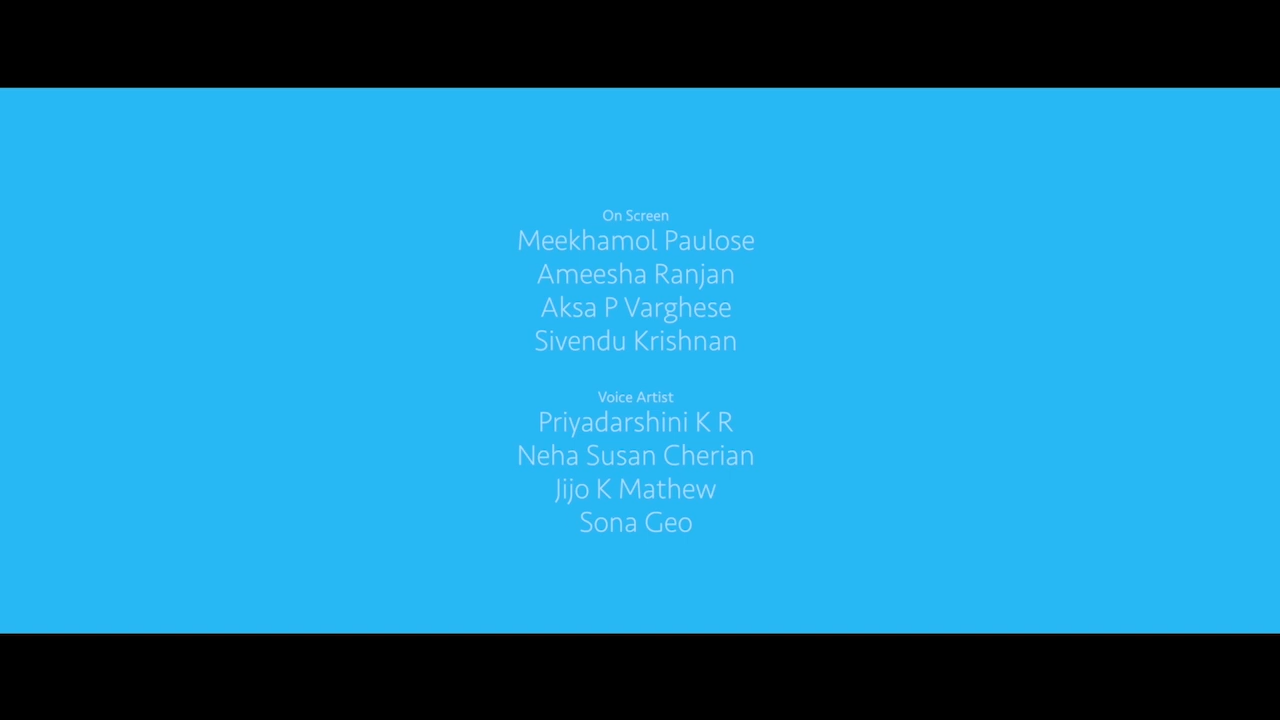 On Screen
Meekhamol Paulose
Ameesha Ranjan
Aksa P Varghese
Sivendu Krishnan
Voice Artist
Priyadarshini K R
Neha Susan Cherian
Jijo K Mathew
Sona Geo